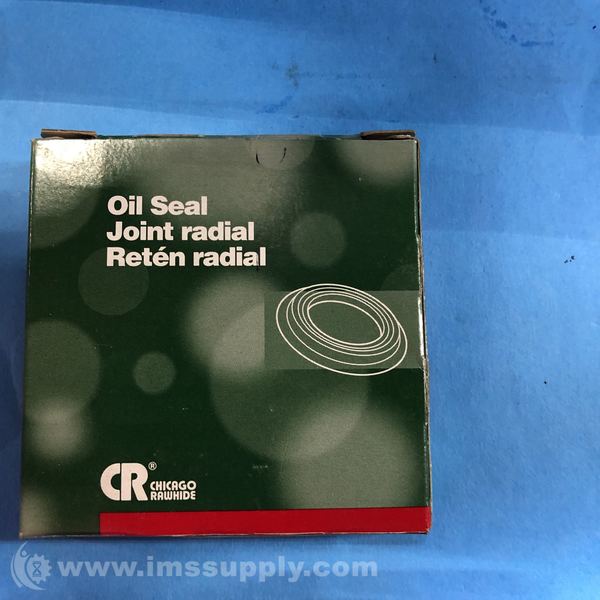 Oil Seal
Joint radial
Retén radial
CR® CHICAGO
RAWHIDE
www.imssupply.com